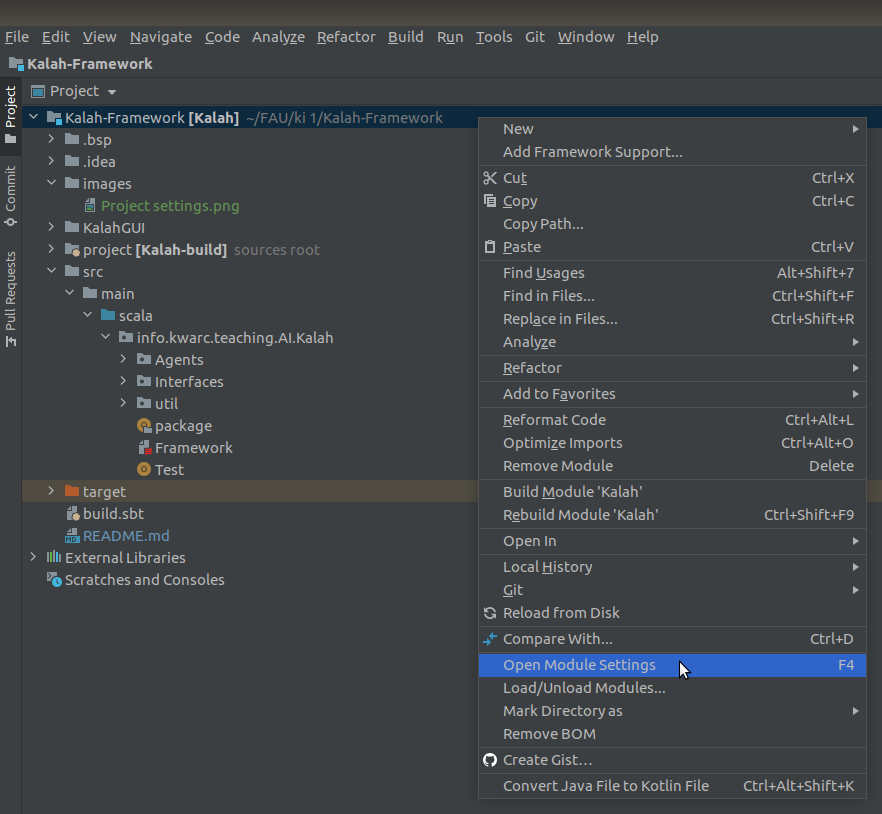 File Edit View Navigate Code Analyze Refactor Build Run Tools Git Window Help
Kalah-Framework
Project
Project
Commit
Pull Requests
Kalah-Framework [Kalah] ~/FAU/ki 1/Kalah-Framework
.bsp
.idea
images
Project settings.png
KalahGUI
project [Kalah-build] sources root
src
main
scala
info.kwarc.teaching.AI.Kalah
Agents
Interfaces
util
package
Framework
Test
target
build.sbt
README.md
External Libraries
Scratches and Consoles
New
Add Framework Support...
Cut Ctrl+X
Copy Ctrl+C
Copy Path...
Paste Ctrl+V
Find Usages Alt+Shift+7
Find in Files... Ctrl+Shift+F
Replace in Files... Ctrl+Shift+R
Analyze
Refactor
Add to Favorites
Reformat Code Ctrl+Alt+L
Optimize Imports Ctrl+Alt+O
Remove Module Delete
Build Module 'Kalah'
Rebuild Module 'Kalah' Ctrl+Shift+F9
Open In
Local History
Git
Reload from Disk
Compare With... Ctrl+D
Open Module Settings F4
Load/Unload Modules...
Mark Directory as
Remove BOM
Create Gist...
Convert Java File to Kotlin File Ctrl+Alt+Shift+K